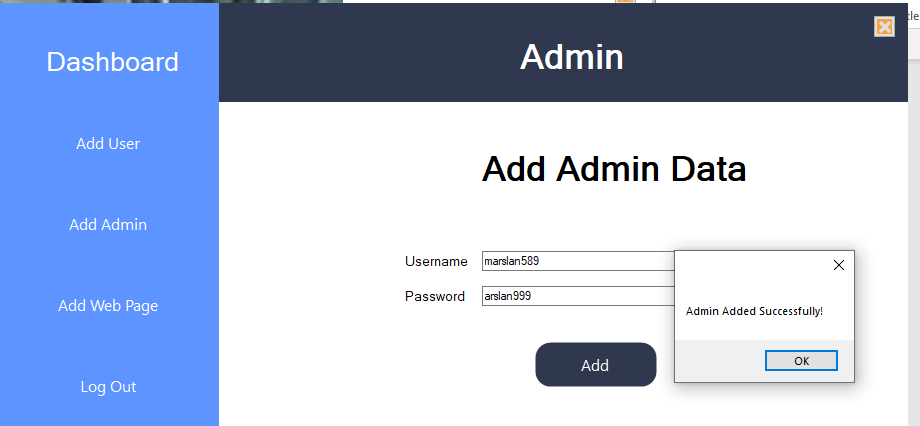 tle
Admin
Dashboard
Add User
Add Admin
Add Web Page
Log Out
Add Admin Data
Username
marslan589
Password
arslan999
Add
Admin Added Successfully!
OK